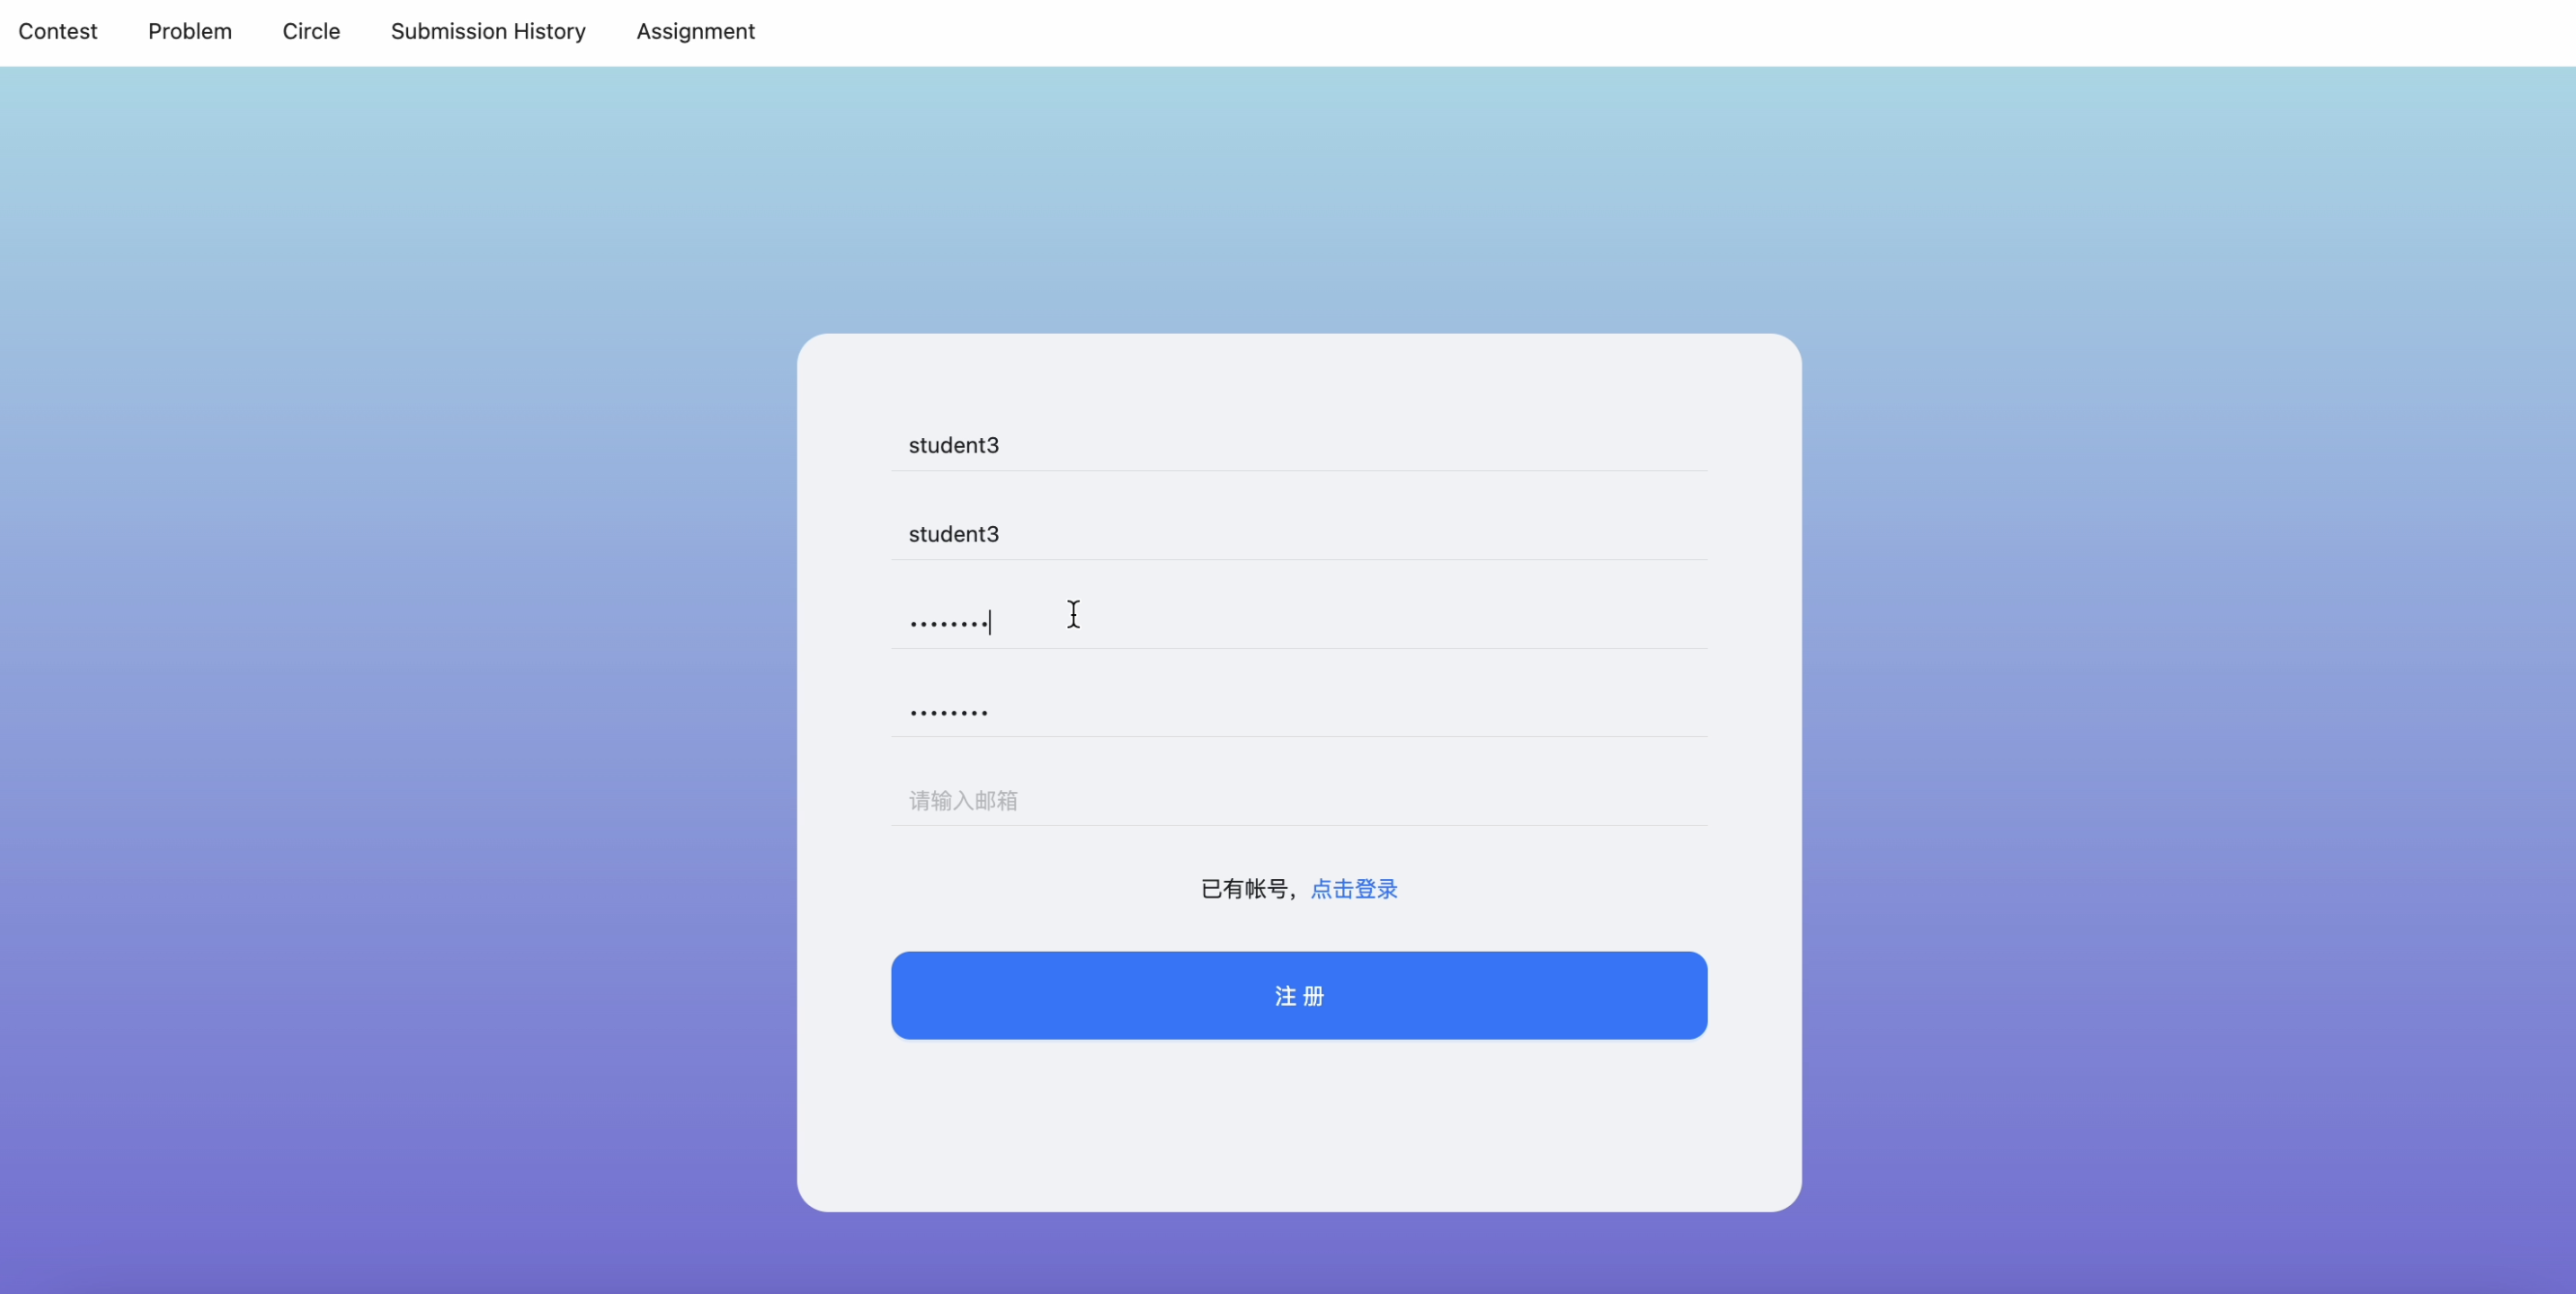 Contest Problem Circle Submission History Assignment
student3
student3
••••••••
••••••••
请输入邮箱
已有帐号，点击登录
注 册